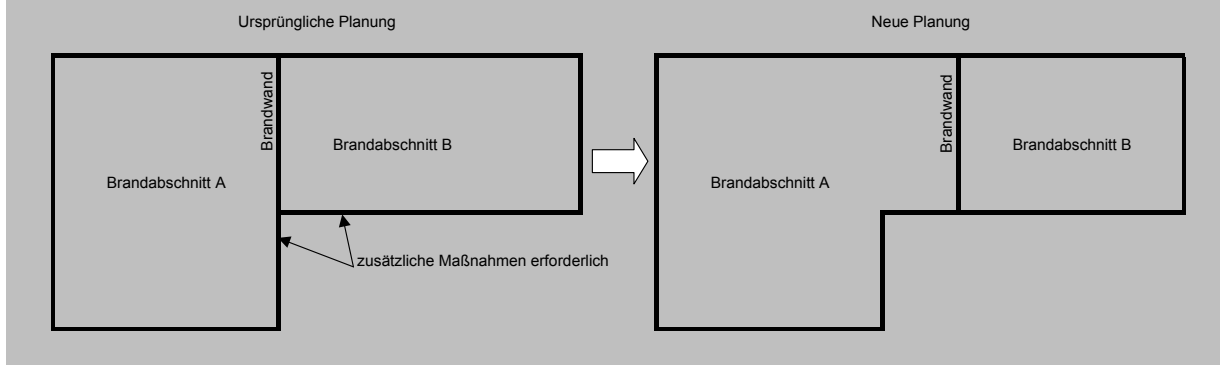 Ursprüngliche Planung
Neue Planung
Brandwand
Brandabschnitt A
Brandabschnitt B
zusätzliche Maßnahmen erforderlich
Brandwand
Brandabschnitt A
Brandabschnitt B